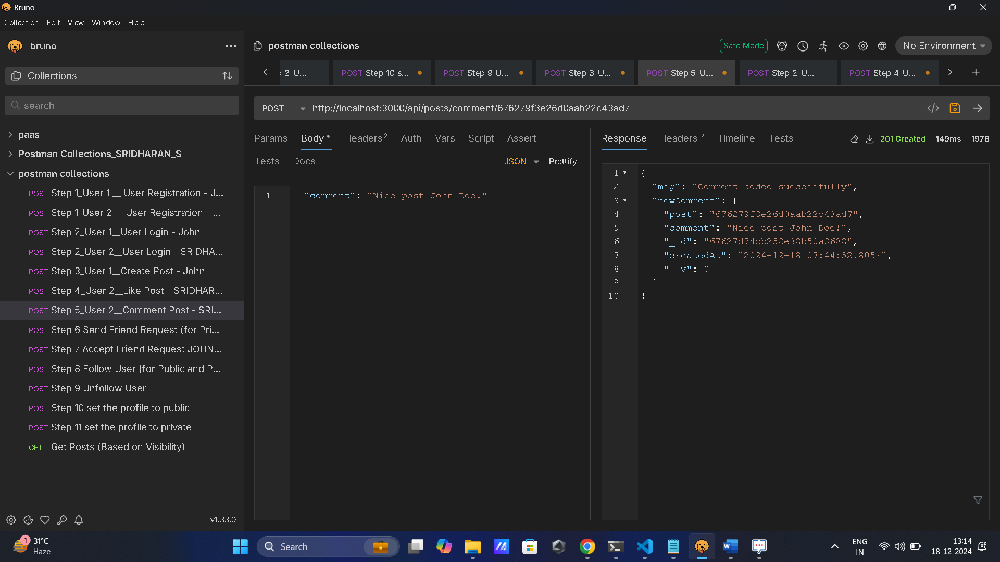 Bruno
Collection Edit View Window Help
bruno
postman collections
Safe Mode
No Environment
Collections
2_U...
POST Step 10 s...
POST Step 9 U...
POST Step 3_U...
POST Step 5_U...
POST Step 2_U...
POST Step 4_U...
search
POST http://localhost:3000/api/posts/comment/676279f3e26d0aab22c43ad7
paas
Postman Collections_SRIDHARAN_S
postman collections
POST Step 1_User 1 __ User Registration - J...
POST Step 1_User 2 __ User Registration - ...
POST Step 2_User 1__User Login - John
POST Step 2_User 2__User Login - SRIDHA...
POST Step 3_User 1__Create Post - John
POST Step 4_User 2__Like Post - SRIDHAR...
POST Step 5_User 2__Comment Post - SRI...
POST Step 6 Send Friend Request (for Pri...
POST Step 7 Accept Friend Request JOHN...
POST Step 8 Follow User (for Public and P...
POST Step 9 Unfollow User
POST Step 10 set the profile to public
POST Step 11 set the profile to private
GET Get Posts (Based on Visibility)
v1.33.0
Params Body Headers 2 Auth Vars Script Assert
Tests Docs JSON Prettify
1 { "comment": "Nice post John Doe!" }
Response Headers 7 Timeline Tests 201 Created 149ms 197B
1 {
2 "msg": "Comment added successfully",
3 "newComment": {
4 "post": "676279f3e26d0aab22c43ad7",
5 "comment": "Nice post John Doe!",
6 "_id": "67627d74cb252e38b50a3688",
7 "createdAt": "2024-12-18T07:44:52.805Z",
8 "__v": 0
9 }
10 }
1
31°C
Haze
Search
ENG
IN
13:14
18-12-2024